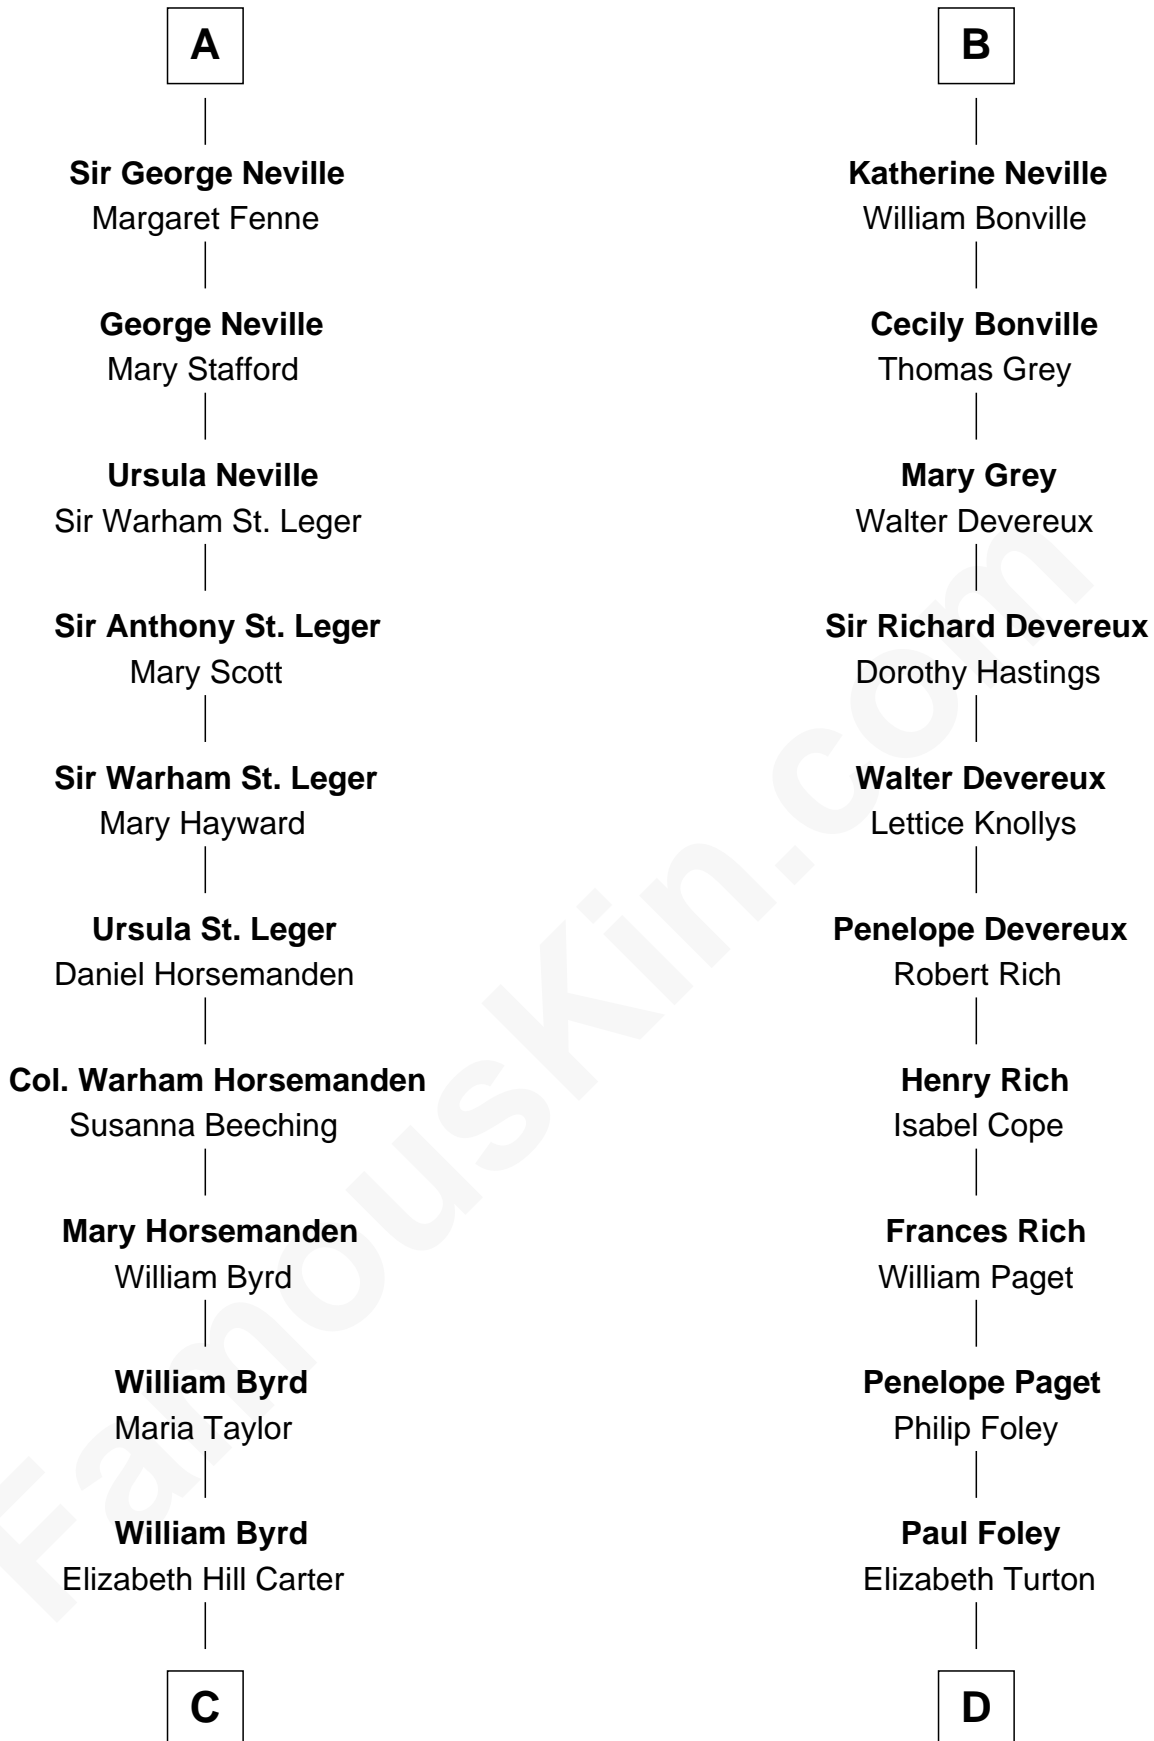 A
Sir George Neville
Margaret Fenne
George Neville
Mary Stafford
Ursula Neville
Sir Warham St. Leger
Sir Anthony St. Leger
Mary Scott
Sir Warham St. Leger
Mary Hayward
Ursula St. Leger
Daniel Horsemanden
Col. Warham Horsemanden
Susanna Beeching
Mary Horsemanden
William Byrd
William Byrd
Maria Taylor
William Byrd
Elizabeth Hill Carter
C
B
Katherine Neville
William Bonville
Cecily Bonville
Thomas Grey
Mary Grey
Walter Devereux
Sir Richard Devereux
Dorothy Hastings
Walter Devereux
Lettice Knollys
Penelope Devereux
Robert Rich
Henry Rich
Isabel Cope
Frances Rich
William Paget
Penelope Paget
Philip Foley
Paul Foley
Elizabeth Turton
D
FamousKin.com